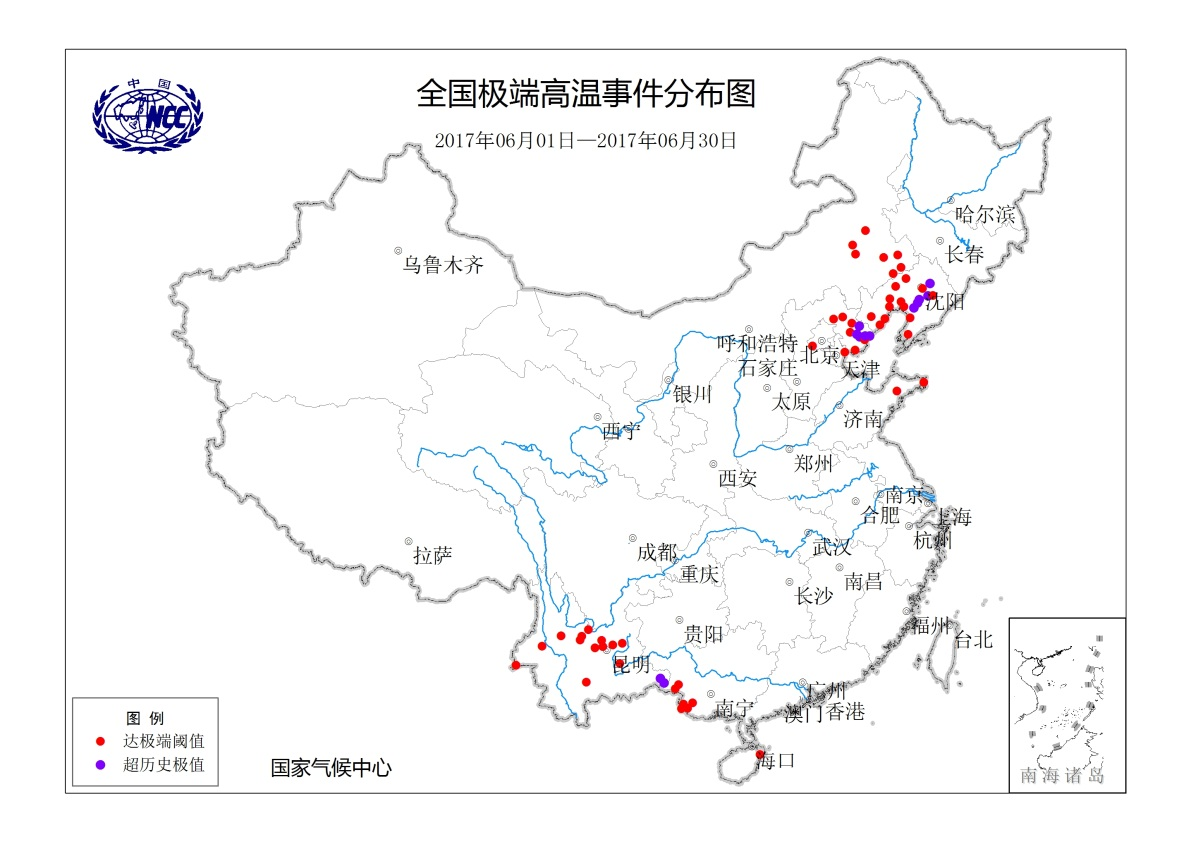 全国极端高温事件分布图
中国
NCC
2017年06月01日—2017年06月30日
哈尔滨
长春
乌鲁木齐
沈阳
呼和浩特
北京
天津
石家庄
银川
太原
济南
西宁
郑州
西安
南京
合肥
上海
杭州
武汉
成都
拉萨
重庆
南昌
长沙
贵阳
福州
台北
昆明
广州
南宁
澳门
香港
海口
图 例
达极端阈值
超历史极值
国家气候中心
南海诸岛